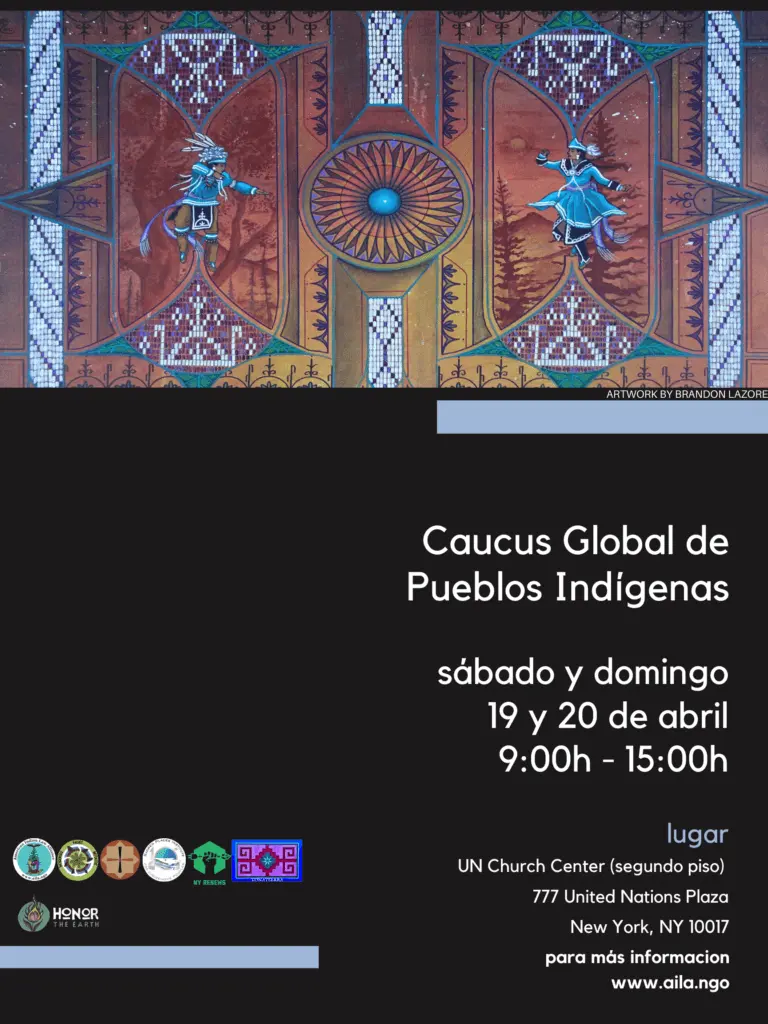 ARTWORK BY BRANDON LAZORE
Caucus Global de
Pueblos Indígenas
sábado y domingo
19 y 20 de abril
9:00h - 15:00h
lugar
UN Church Center (segundo piso)
777 United Nations Plaza
New York, NY 10017
para más informacion
www.aila.ngo
NY RENEWS
HONOR
THE EARTH